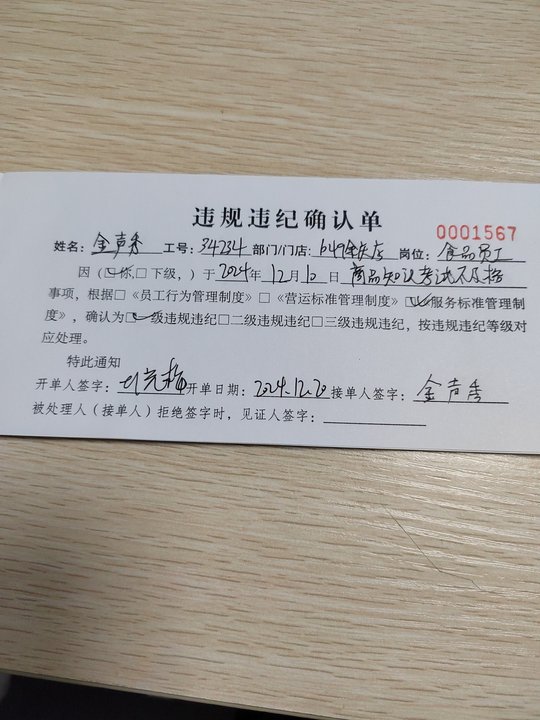 违规违纪确认单
0001567
姓名：金声秀 工号：34234 部门/门店：649 店 岗位：食品员工
因（☑你、□下级，）于2024年12月10日 商品知识考试不及格
事项，根据□《员工行为管理制度》□《营运标准管理制度》☑《服务标准管理制
度》，确认为☑一级违规违纪□二级违规违纪□三级违规违纪，按违规违纪等级对
应处理。
特此通知
开单人签字： 开单日期：2024.12.20 接单人签字：金声秀
被处理人（接单人）拒绝签字时，见证人签字：